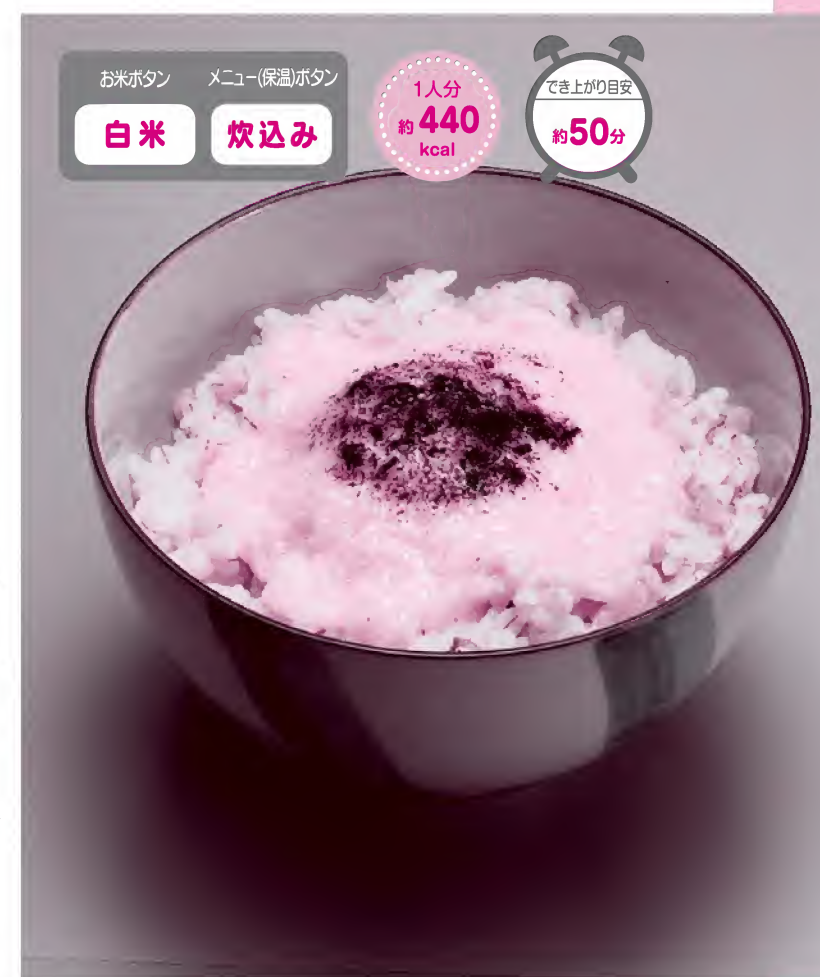 お米ボタン
メニュー(保温)ボタン
白米
炊込み
1人分
約440
kcal
でき上がり目安
約50分